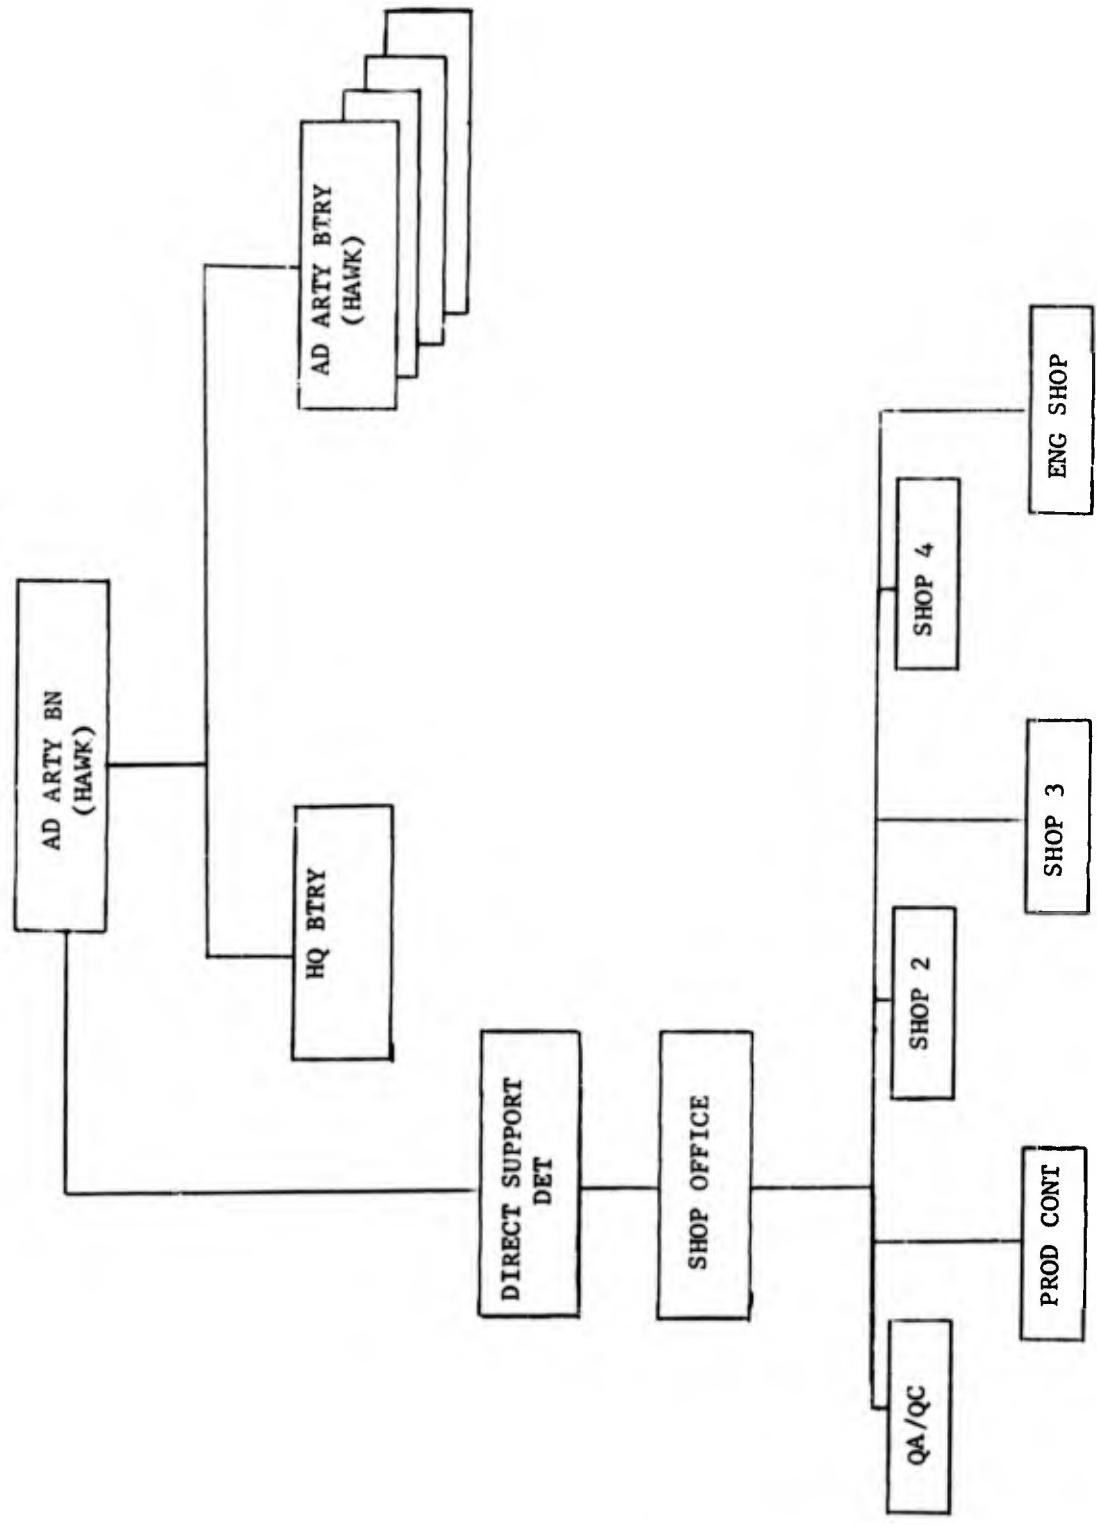 AD ARTY BN
(HAWK)
HQ BTRY
AD ARTY BTRY
(HAWK)
DIRECT SUPPORT
DET
SHOP OFFICE
QA/QC
PROD CONT
SHOP 2
SHOP 3
SHOP 4
ENG SHOP